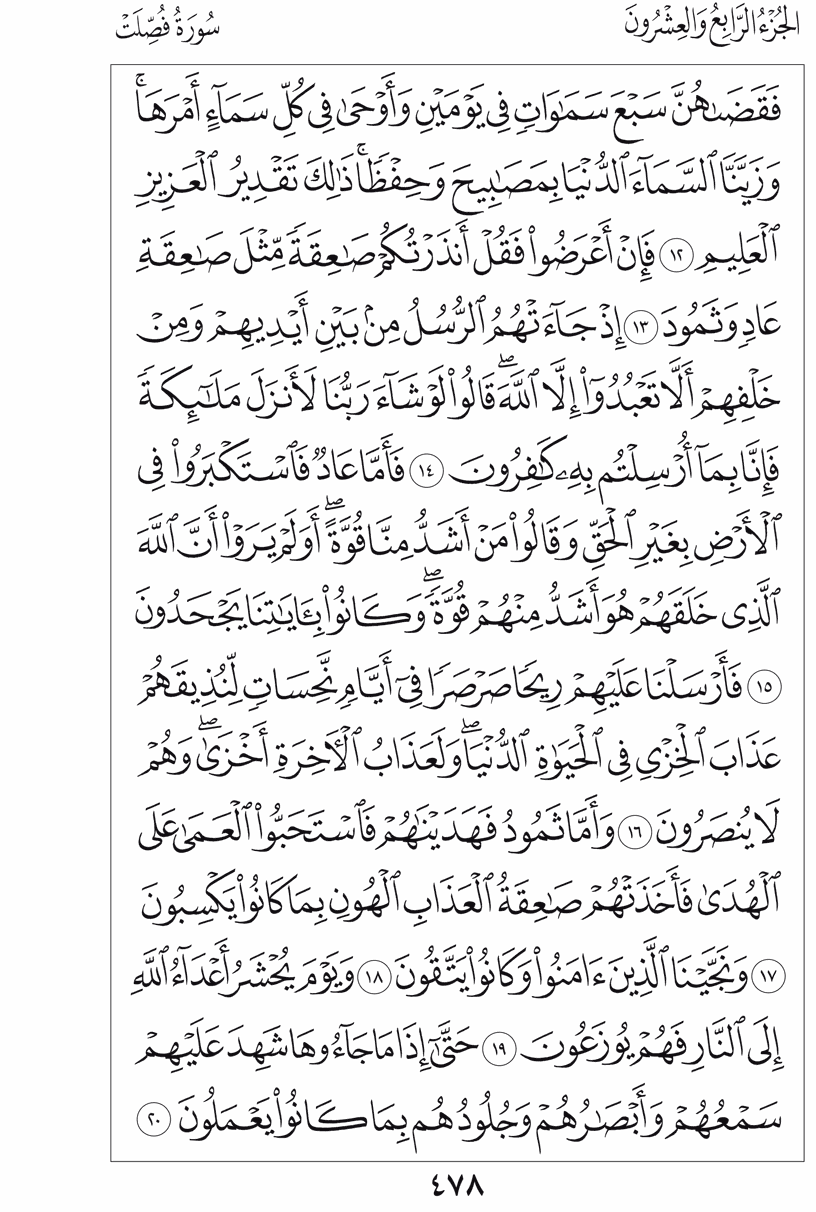 الجُزْءُ الرَّابِعُ وَالعِشْرُونَ
سُورَةُ فُصِّلَتْ
فَقَضَىٰهُنَّ سَبْعَ سَمَٰوَاتٖ فِي يَوۡمَيۡنِ وَأَوۡحَىٰ فِي كُلِّ سَمَآءٍ أَمۡرَهَاۚ
وَزَيَّنَّا ٱلسَّمَآءَ ٱلدُّنۡيَا بِمَصَٰبِيحَ وَحِفۡظٗاۚ ذَٰلِكَ تَقۡدِيرُ ٱلۡعَزِيزِ
ٱلۡعَلِيمِ ١٢ فَإِنۡ أَعۡرَضُواْ فَقُلۡ أَنذَرۡتُكُمۡ صَٰعِقَةٗ مِّثۡلَ صَٰعِقَةِ
عَادٖ وَثَمُودَ ١٣ إِذۡ جَآءَتۡهُمُ ٱلرُّسُلُ مِنۢ بَيۡنِ أَيۡدِيهِمۡ وَمِنۡ
خَلۡفِهِمۡ أَلَّا تَعۡبُدُوٓاْ إِلَّا ٱللَّهَۖ قَالُواْ لَوۡ شَآءَ رَبُّنَا لَأَنزَلَ مَلَٰٓئِكَةٗ
فَإِنَّا بِمَآ أُرۡسِلۡتُم بِهِۦ كَٰفِرُونَ ١٤ فَأَمَّا عَادٞ فَٱسۡتَكۡبَرُواْ فِي
ٱلۡأَرۡضِ بِغَيۡرِ ٱلۡحَقِّ وَقَالُواْ مَنۡ أَشَدُّ مِنَّا قُوَّةًۖ أَوَلَمۡ يَرَوۡاْ أَنَّ ٱللَّهَ
ٱلَّذِي خَلَقَهُمۡ هُوَ أَشَدُّ مِنۡهُمۡ قُوَّةٗۖ وَكَانُواْ بِـَٔايَٰتِنَا يَجۡحَدُونَ
١٥ فَأَرۡسَلۡنَا عَلَيۡهِمۡ رِيحٗا صَرۡصَرٗا فِيٓ أَيَّامٖ نَّحِسَاتٖ لِّنُذِيقَهُمۡ
عَذَابَ ٱلۡخِزۡيِ فِي ٱلۡحَيَوٰةِ ٱلدُّنۡيَاۖ وَلَعَذَابُ ٱلۡأٓخِرَةِ أَخۡزَىٰۖ وَهُمۡ
لَا يُنصَرُونَ ١٦ وَأَمَّا ثَمُودُ فَهَدَيۡنَٰهُمۡ فَٱسۡتَحَبُّواْ ٱلۡعَمَىٰ عَلَى
ٱلۡهُدَىٰ فَأَخَذَتۡهُمۡ صَٰعِقَةُ ٱلۡعَذَابِ ٱلۡهُونِ بِمَا كَانُواْ يَكۡسِبُونَ
١٧ وَنَجَّيۡنَا ٱلَّذِينَ ءَامَنُواْ وَكَانُواْ يَتَّقُونَ ١٨ وَيَوۡمَ يُحۡشَرُ أَعۡدَآءُ ٱللَّهِ
إِلَى ٱلنَّارِ فَهُمۡ يُوزَعُونَ ١٩ حَتَّىٰٓ إِذَا مَا جَآءُوهَا شَهِدَ عَلَيۡهِمۡ
سَمۡعُهُمۡ وَأَبۡصَٰرُهُمۡ وَجُلُودُهُم بِمَا كَانُواْ يَعۡمَلُونَ ٢٠
٤٧٨